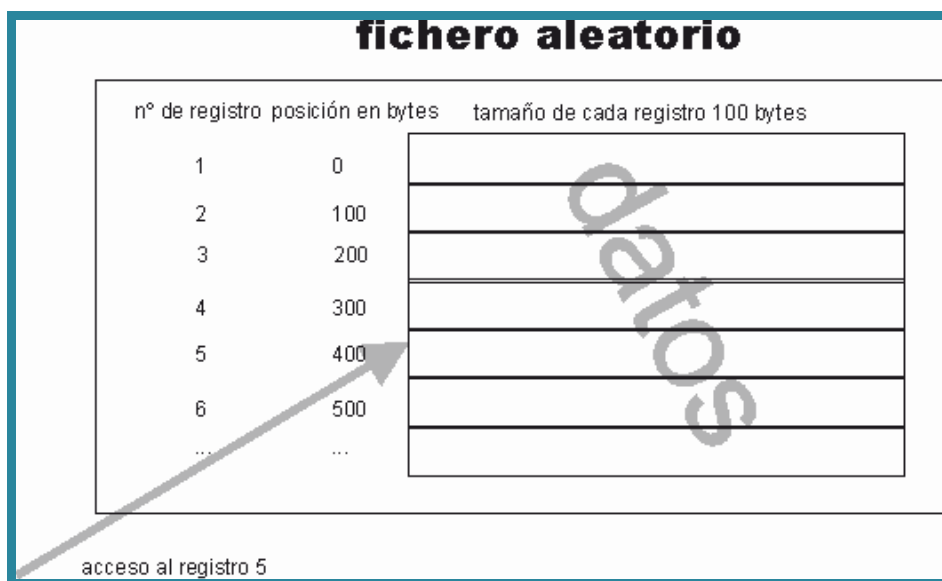 fichero aleatorio
nº de registro posición en bytes tamaño de cada registro 100 bytes
1 0
2 100
3 200
4 300
5 400
6 500
... ...
datos
acceso al registro 5